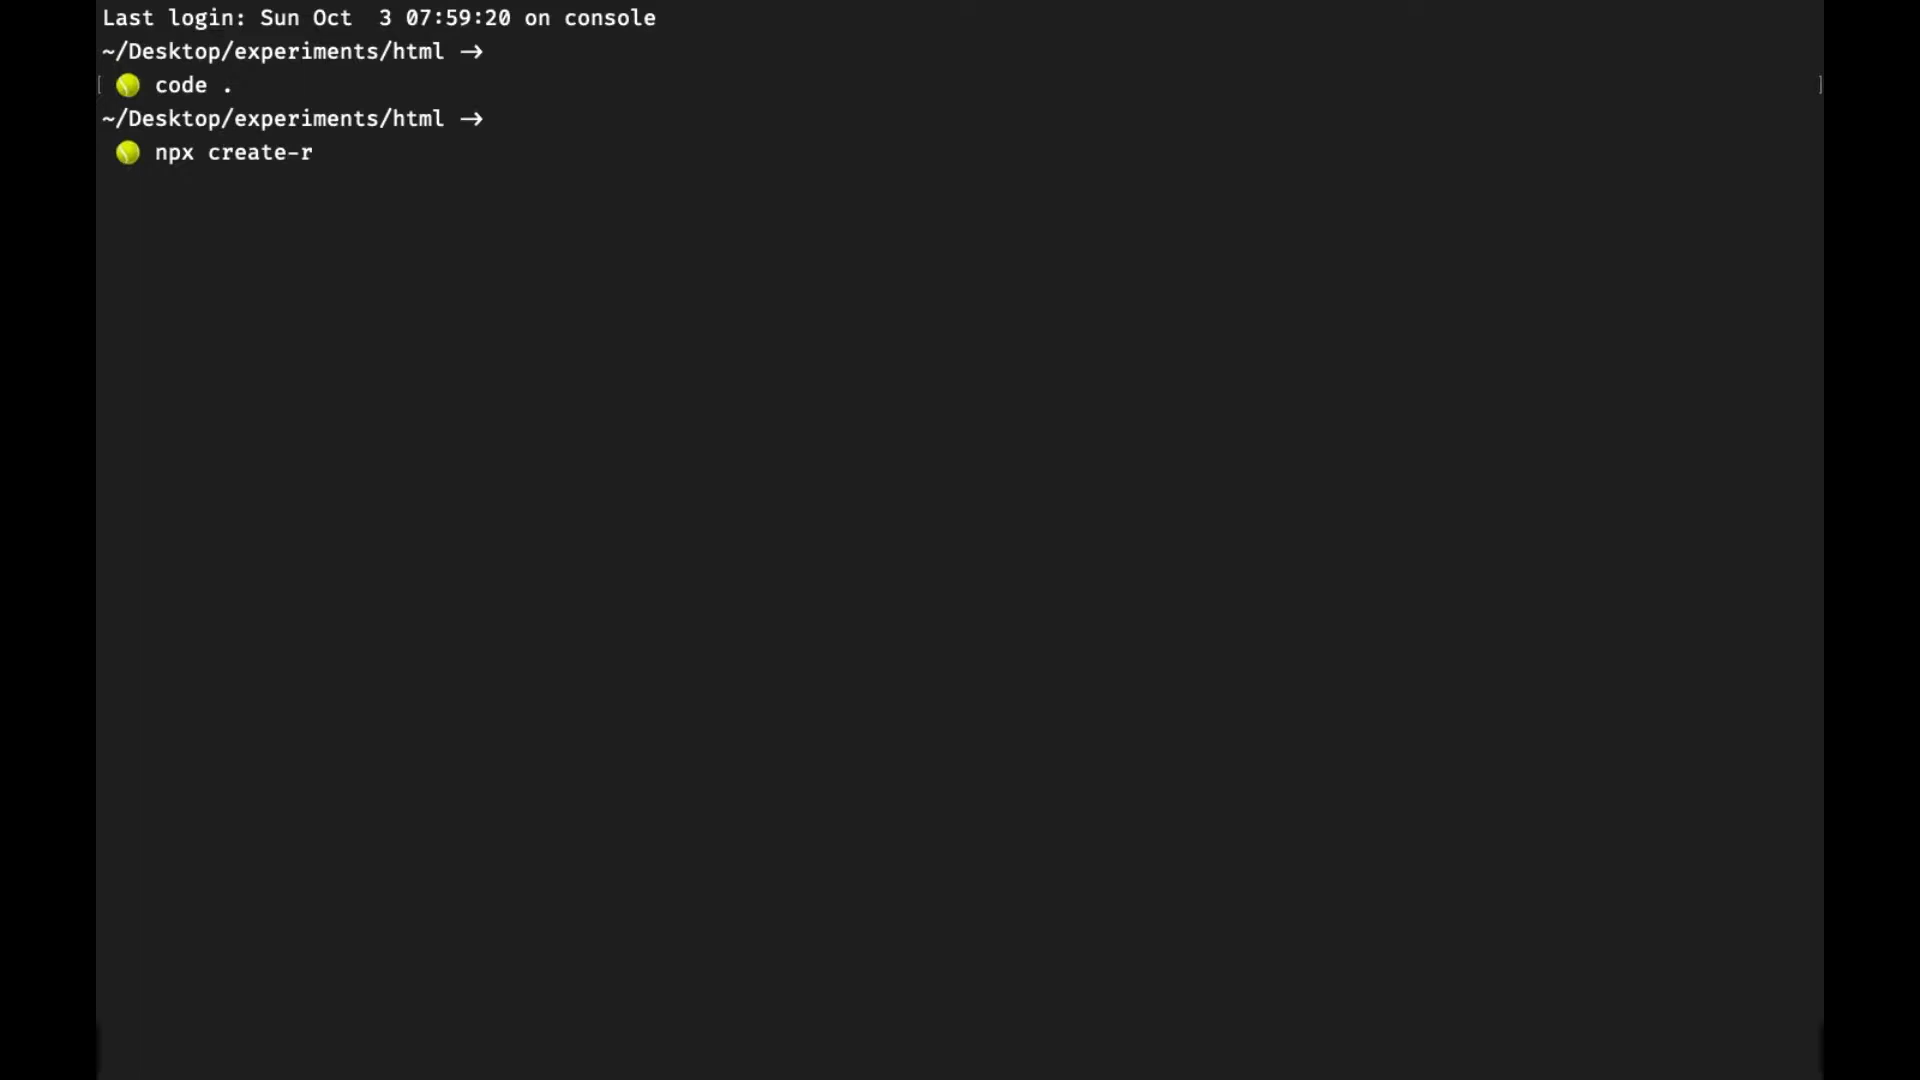 Last login: Sun Oct  3 07:59:20 on console
~/Desktop/experiments/html →
[ 🎾 code . ]
~/Desktop/experiments/html →
🎾 npx create-r